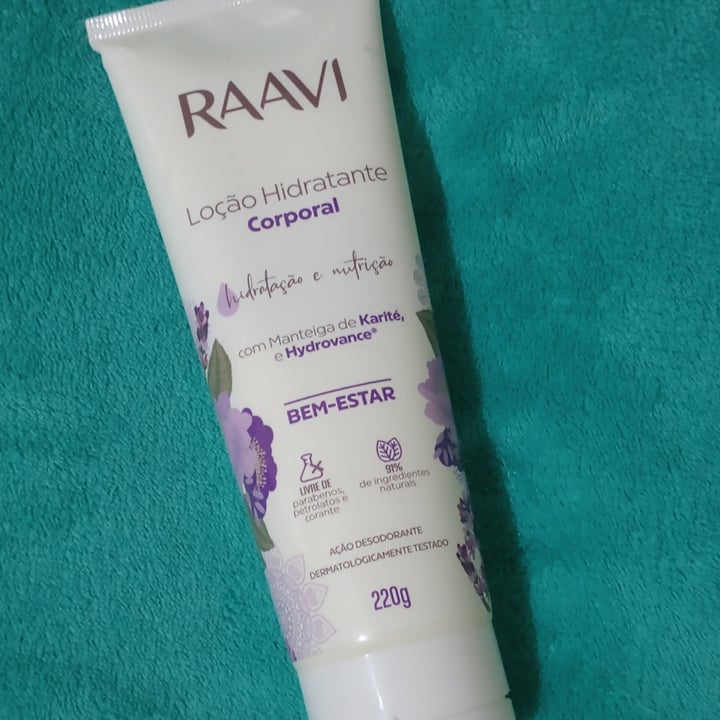 RAAVI
Loção Hidratante
Corporal
hidratação e nutrição
com Manteiga de Karité,
e Hydrovance®
BEM-ESTAR
LIVRE DE
parabenos,
petrolatos e
corante
91%
de ingredientes
naturais
AÇÃO DESODORANTE
DERMATOLOGICAMENTE TESTADO
220g